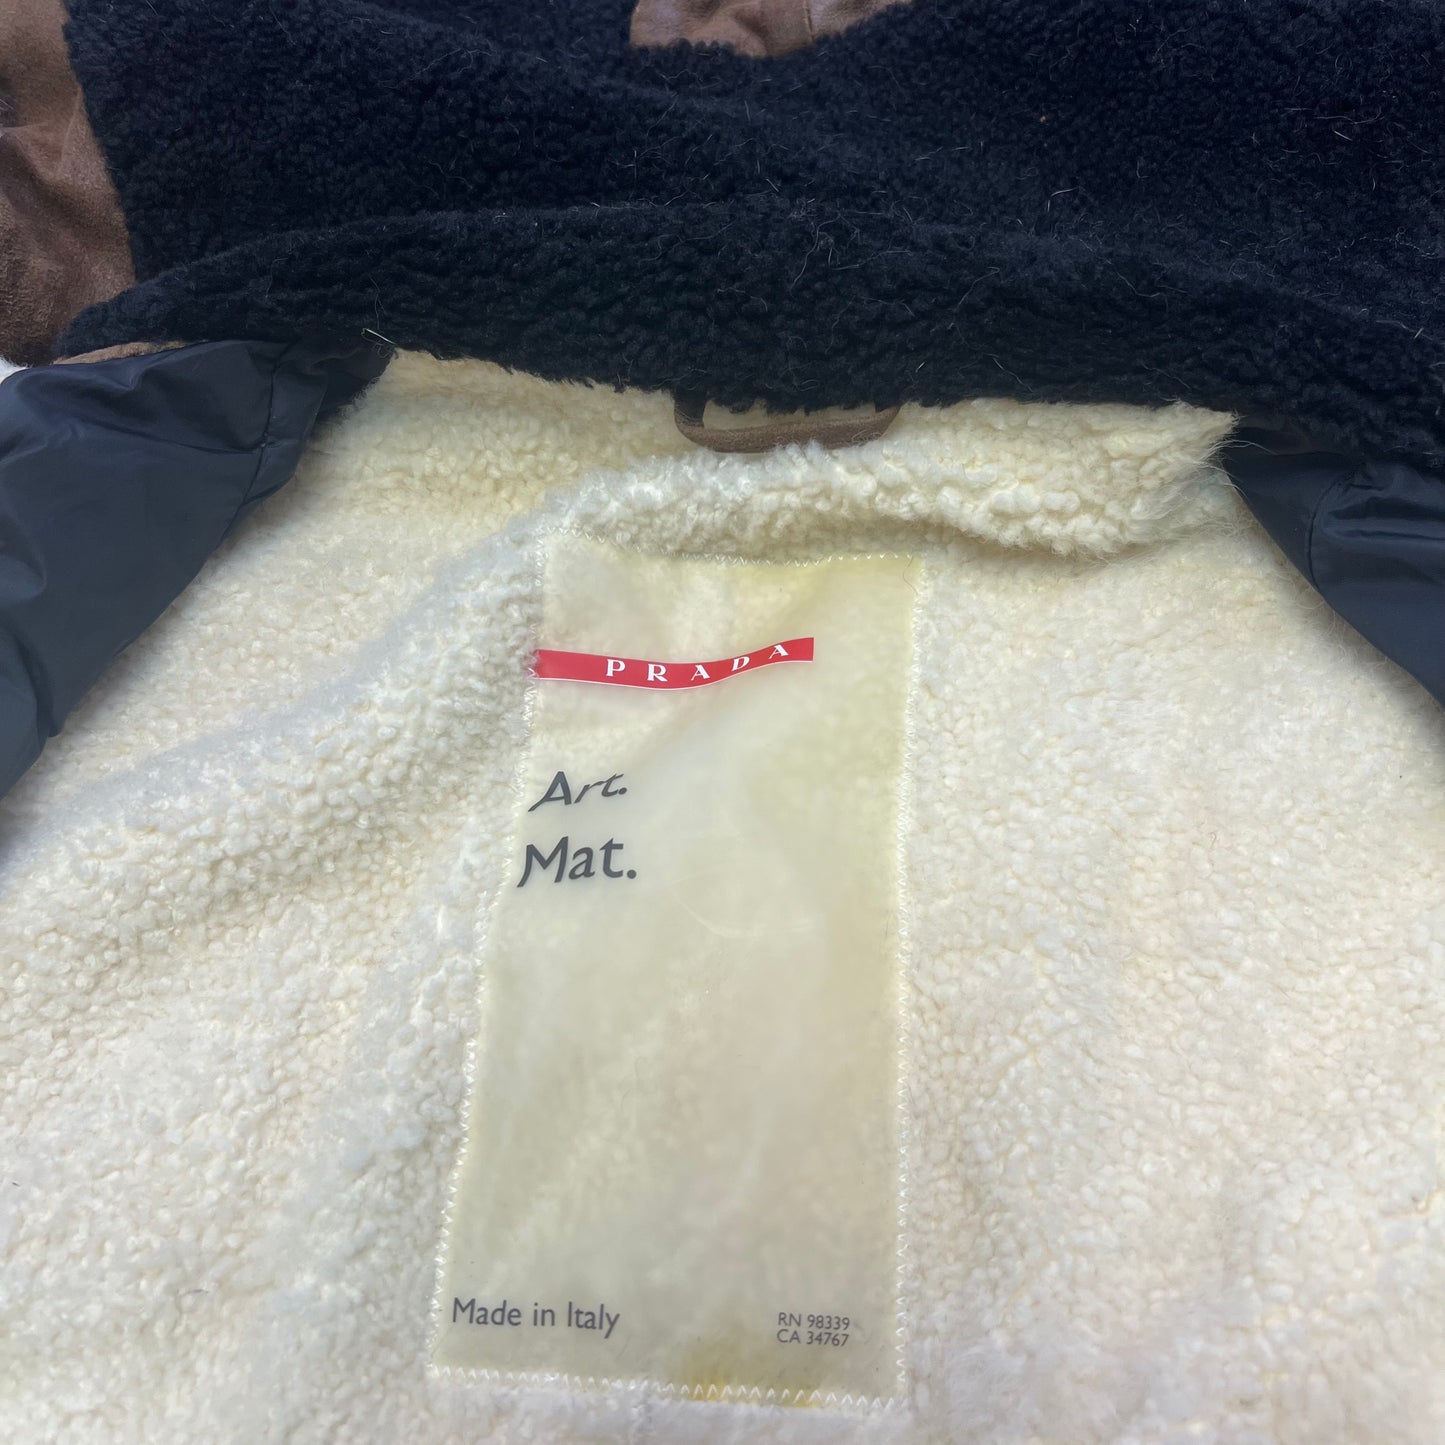 PRADA
Art.
Mat.
Made in Italy
RN 98339
CA 34767